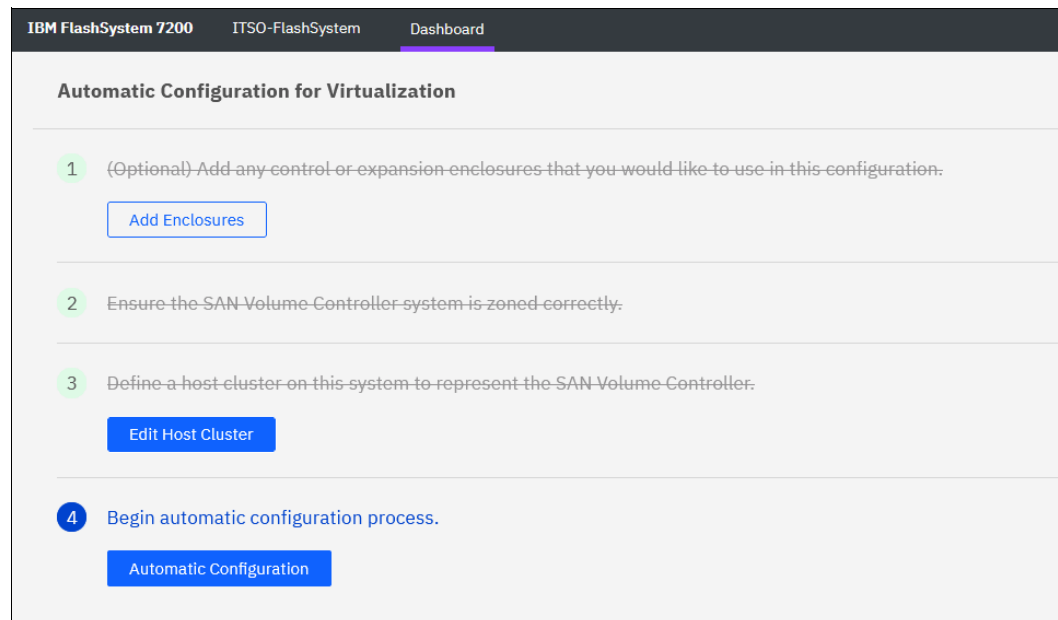 IBM FlashSystem 7200 ITSO-FlashSystem Dashboard
Automatic Configuration for Virtualization
1 (Optional) Add any control or expansion enclosures that you would like to use in this configuration.
Add Enclosures
2 Ensure the SAN Volume Controller system is zoned correctly.
3 Define a host cluster on this system to represent the SAN Volume Controller.
Edit Host Cluster
4 Begin automatic configuration process.
Automatic Configuration